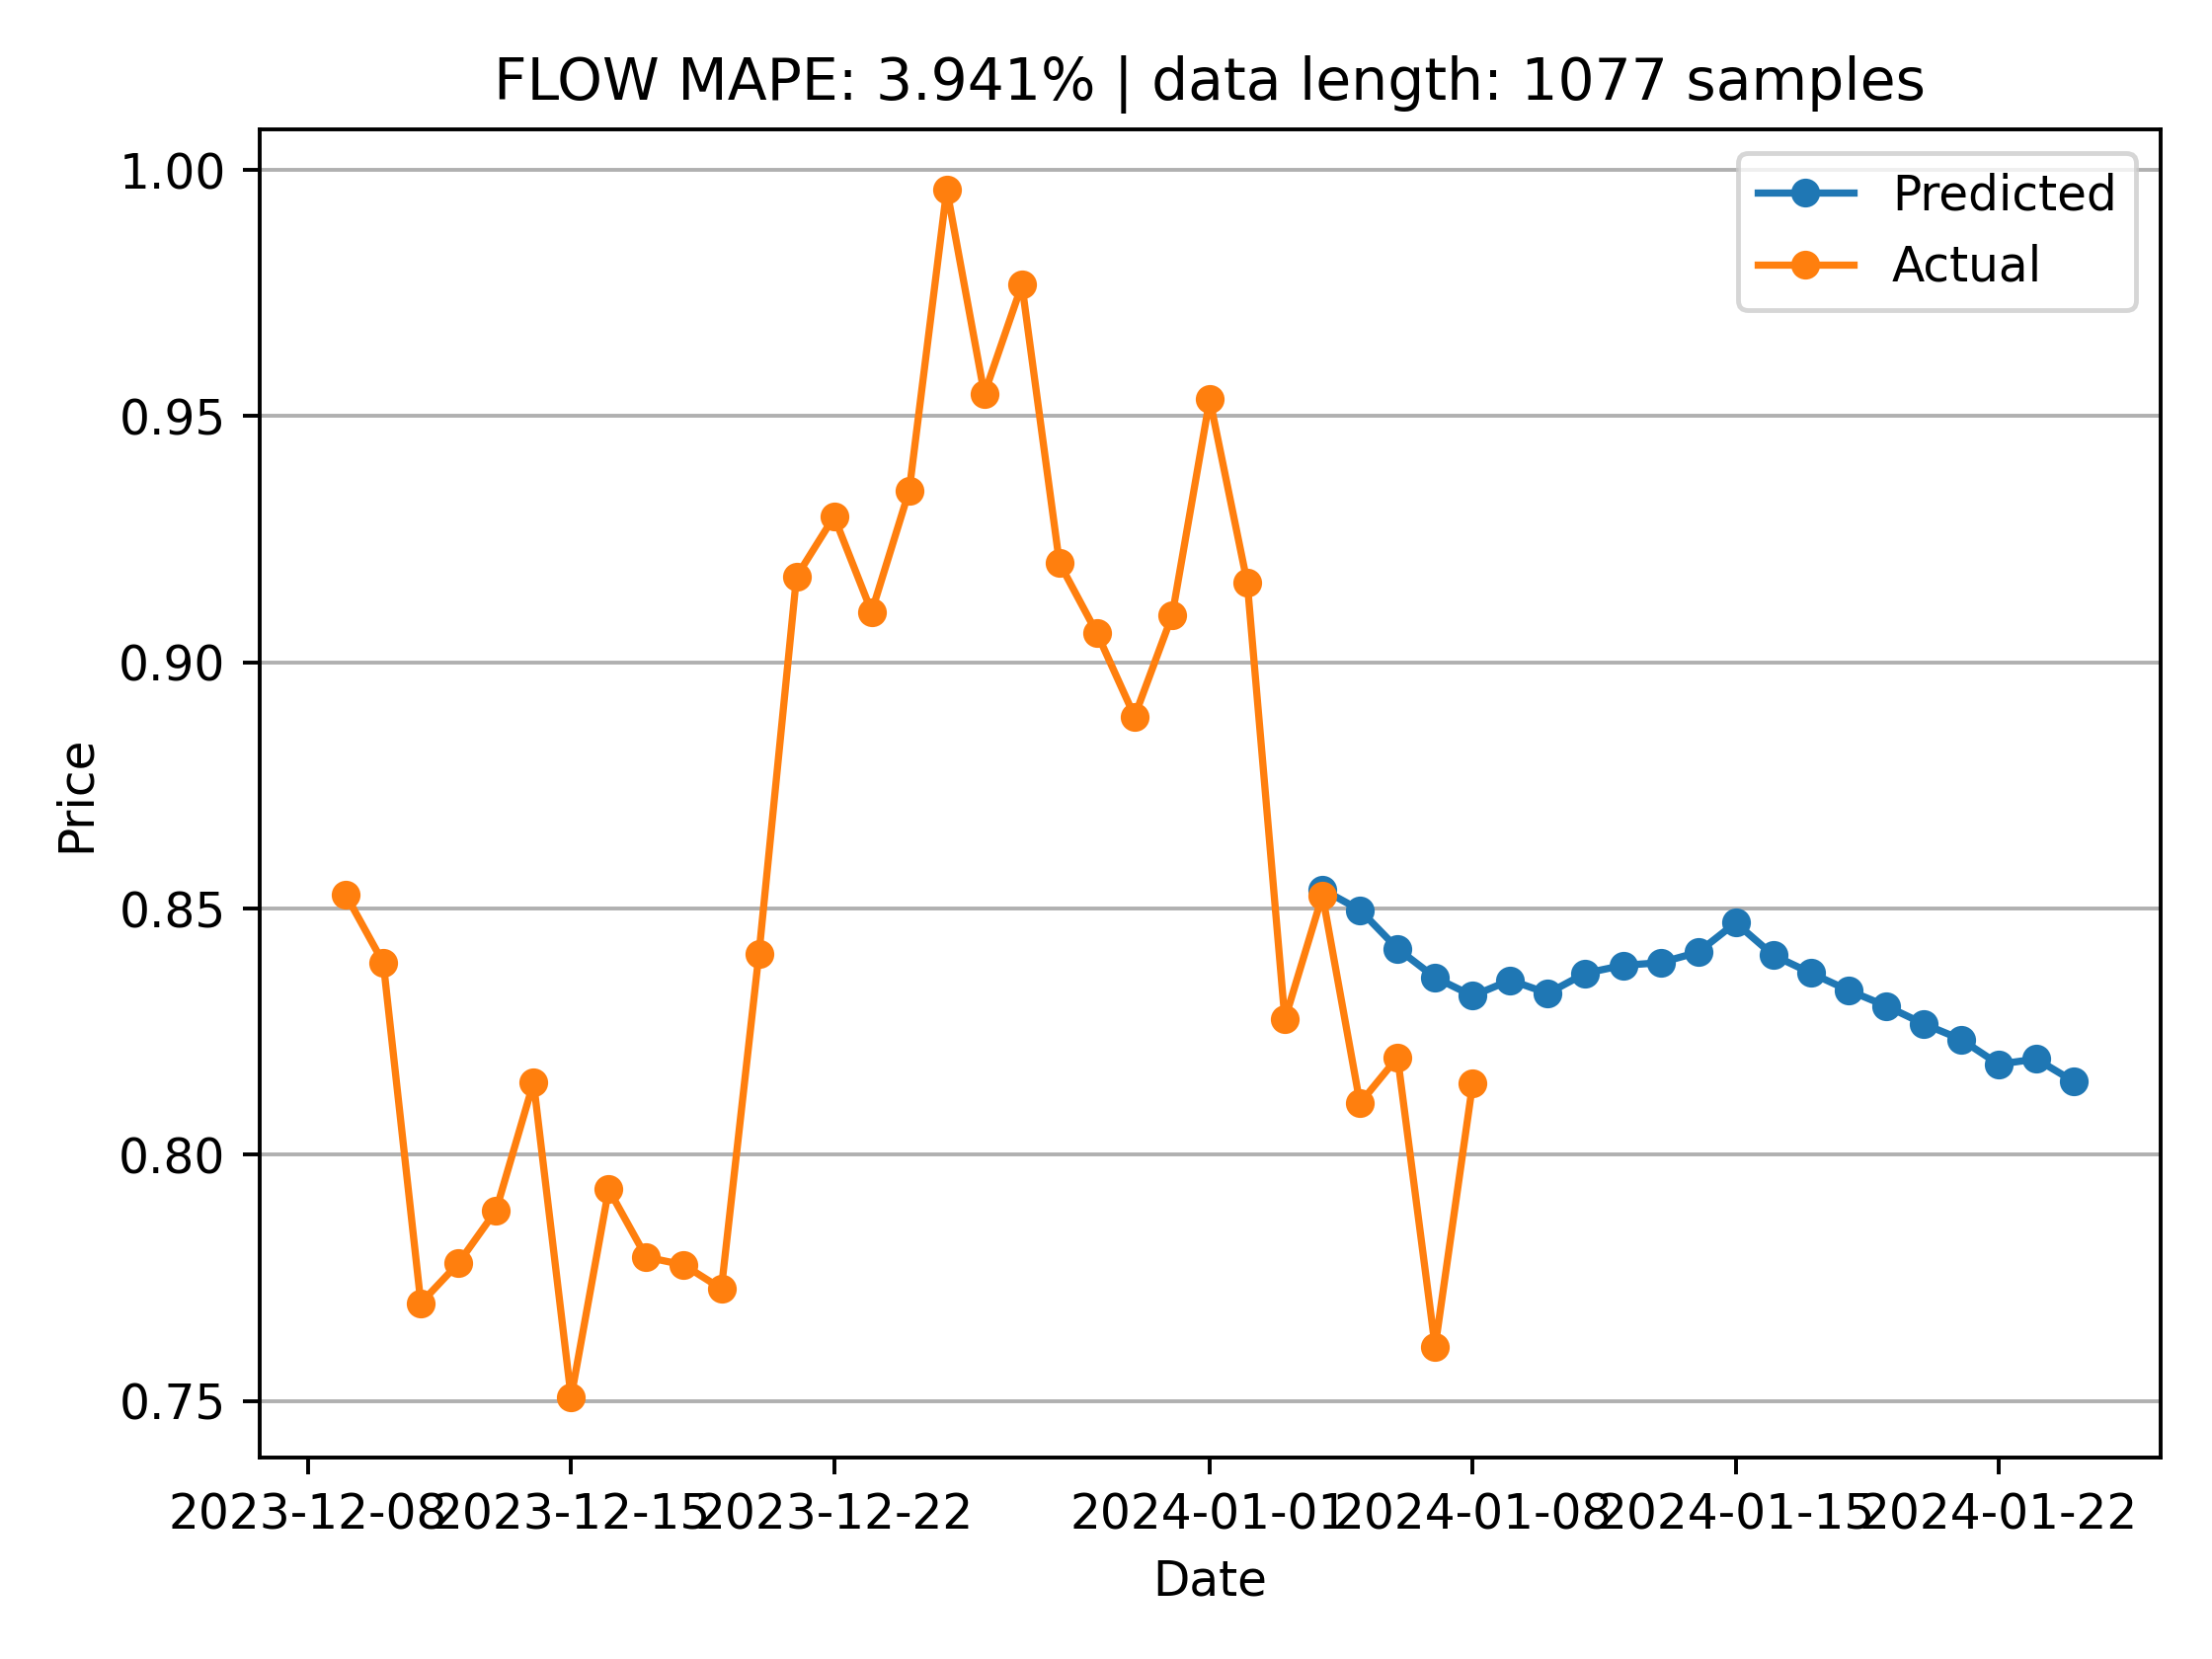 FLOW MAPE: 3.941% | data length: 1077 samples
Predicted
Actual
1.00
0.95
0.90
0.85
0.80
0.75
Price
2023-12-08 2023-12-15 2023-12-22 2024-01-01 2024-01-08 2024-01-15 2024-01-22
Date